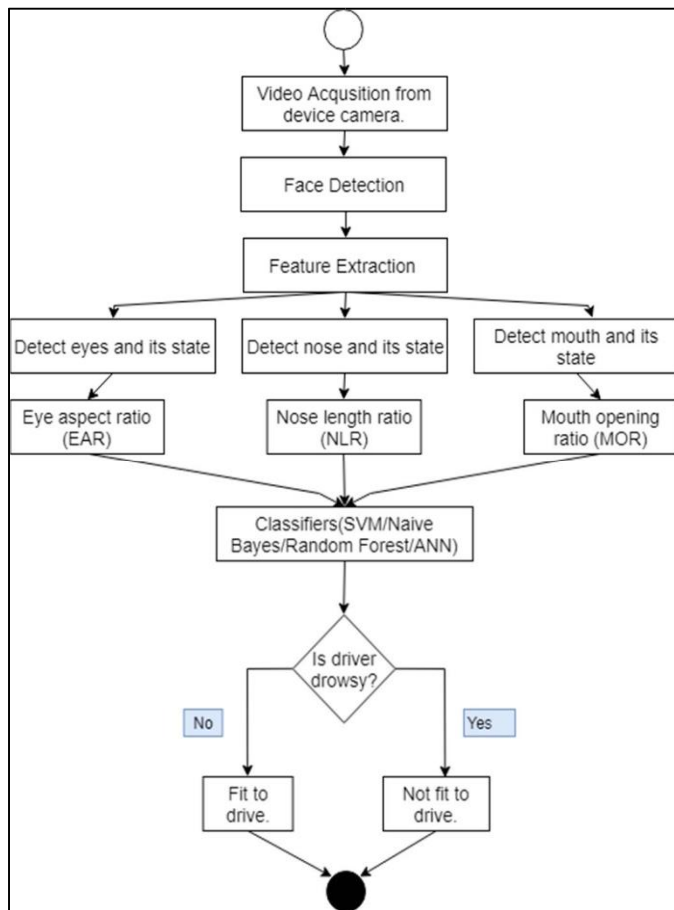 Video Acqusition from
device camera.
Face Detection
Feature Extraction
Detect eyes and its state
Detect nose and its state
Detect mouth and its
state
Eye aspect ratio
(EAR)
Nose length ratio
(NLR)
Mouth opening
ratio (MOR)
Classifiers(SVM/Naive
Bayes/Random Forest/ANN)
Is driver
drowsy?
No
Yes
Fit to
drive.
Not fit to
drive.